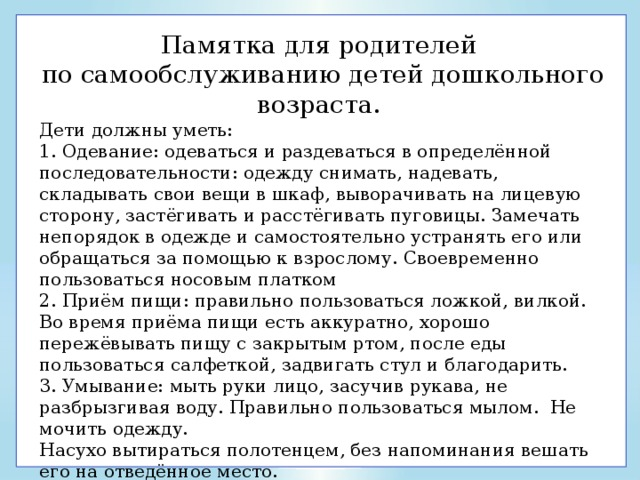 Памятка для родителей
по самообслуживанию детей дошкольного
возраста.
Дети должны уметь:
1. Одевание: одеваться и раздеваться в определённой
последовательности: одежду снимать, надевать,
складывать свои вещи в шкаф, выворачивать на лицевую
сторону, застёгивать и расстёгивать пуговицы. Замечать
непорядок в одежде и самостоятельно устранять его или
обращаться за помощью к взрослому. Своевременно
пользоваться носовым платком
2. Приём пищи: правильно пользоваться ложкой, вилкой.
Во время приёма пищи есть аккуратно, хорошо
пережёвывать пищу с закрытым ртом, после еды
пользоваться салфеткой, задвигать стул и благодарить.
3. Умывание: мыть руки лицо, засучив рукава, не
разбрызгивая воду. Правильно пользоваться мылом.  Не
мочить одежду.
Насухо вытираться полотенцем, без напоминания вешать
его на отведённое место.